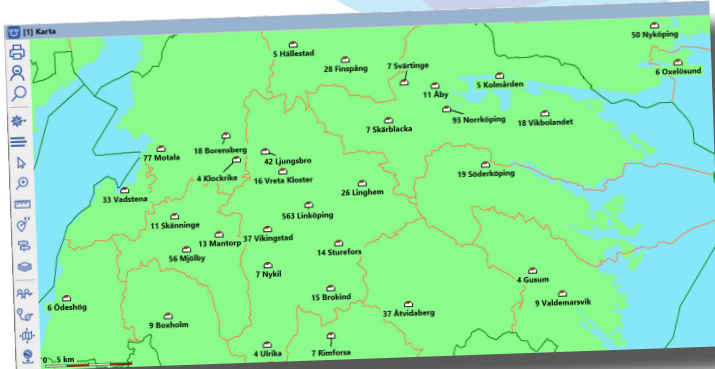 [1] Karta
50 Nyköping
5 Hällestad
28 Finspång
7 Svärtinge
6 Oxelösund
5 Kolmården
11 Åby
93 Norrköping
18 Vikbolandet
7 Skärblacka
18 Borensberg
77 Motala
42 Ljungsbro
4 Klockrike
16 Vreta Kloster
19 Söderköping
26 Linghem
33 Vadstena
563 Linköping
11 Skänninge
13 Mantorp
37 Vikingstad
14 Sturefors
56 Mjölby
7 Nykil
4 Gusum
15 Brokind
9 Valdemarsvik
6 Ödeshög
37 Åtvidaberg
9 Boxholm
4 Ulrika
7 Rimforsa
0 5 km